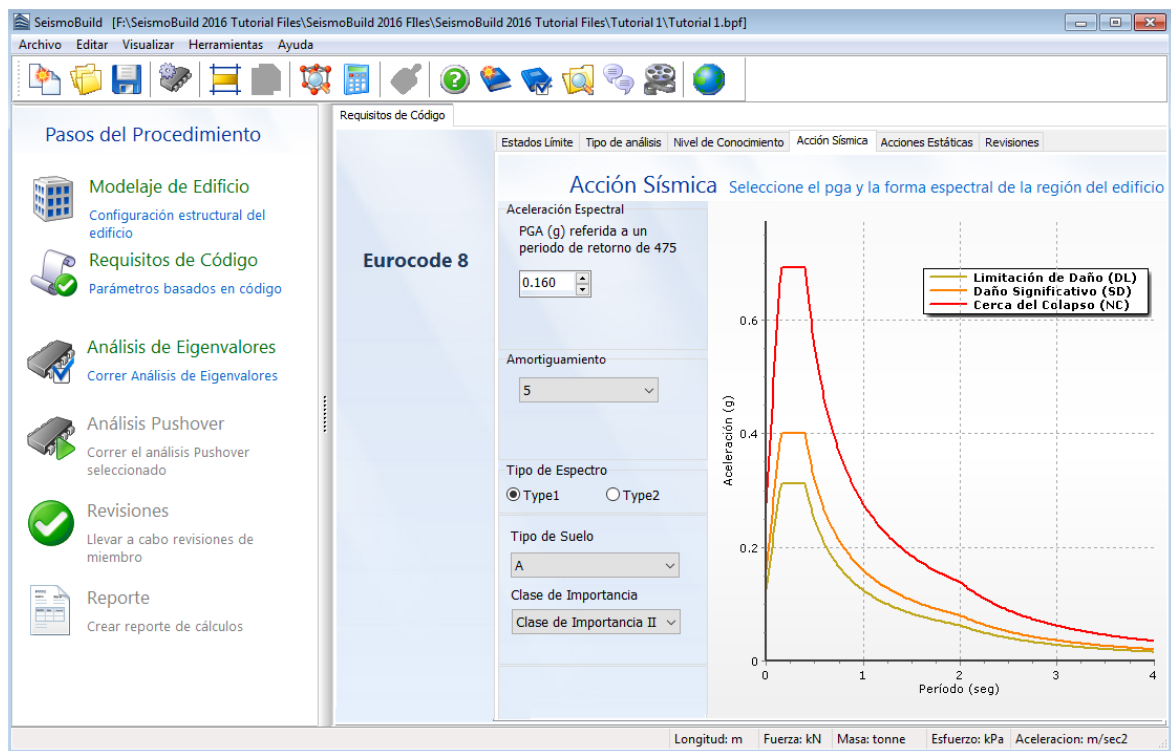 SeismoBuild [F:\SeismoBuild 2016 Tutorial Files\SeismoBuild 2016 FIles\SeismoBuild 2016 Tutorial Files\Tutorial 1\Tutorial 1.bpf]
Archivo Editar Visualizar Herramientas Ayuda
Pasos del Procedimiento
Modelaje de Edificio
Configuración estructural del
edificio
Requisitos de Código
Parámetros basados en código
Análisis de Eigenvalores
Correr Análisis de Eigenvalores
Análisis Pushover
Correr el análisis Pushover
seleccionado
Revisiones
Llevar a cabo revisiones de
miembro
Reporte
Crear reporte de cálculos
Requisitos de Código
Eurocode 8
Estados Límite Tipo de análisis Nivel de Conocimiento Acción Sísmica Acciones Estáticas Revisiones
Acción Sísmica Seleccione el pga y la forma espectral de la región del edificio
Aceleración Espectral
PGA (g) referida a un
periodo de retorno de 475
0.160
Amortiguamiento
5
Tipo de Espectro
Type1 Type2
Tipo de Suelo
A
Clase de Importancia
Clase de Importancia II
Limitación de Daño (DL)
Daño Significativo (SD)
Cerca del Colapso (NC)
Aceleración (g)
0.6
0.4
0.2
0
0 1 2 3 4
Período (seg)
Longitud: m Fuerza: kN Masa: tonne Esfuerzo: kPa Aceleracion: m/sec2